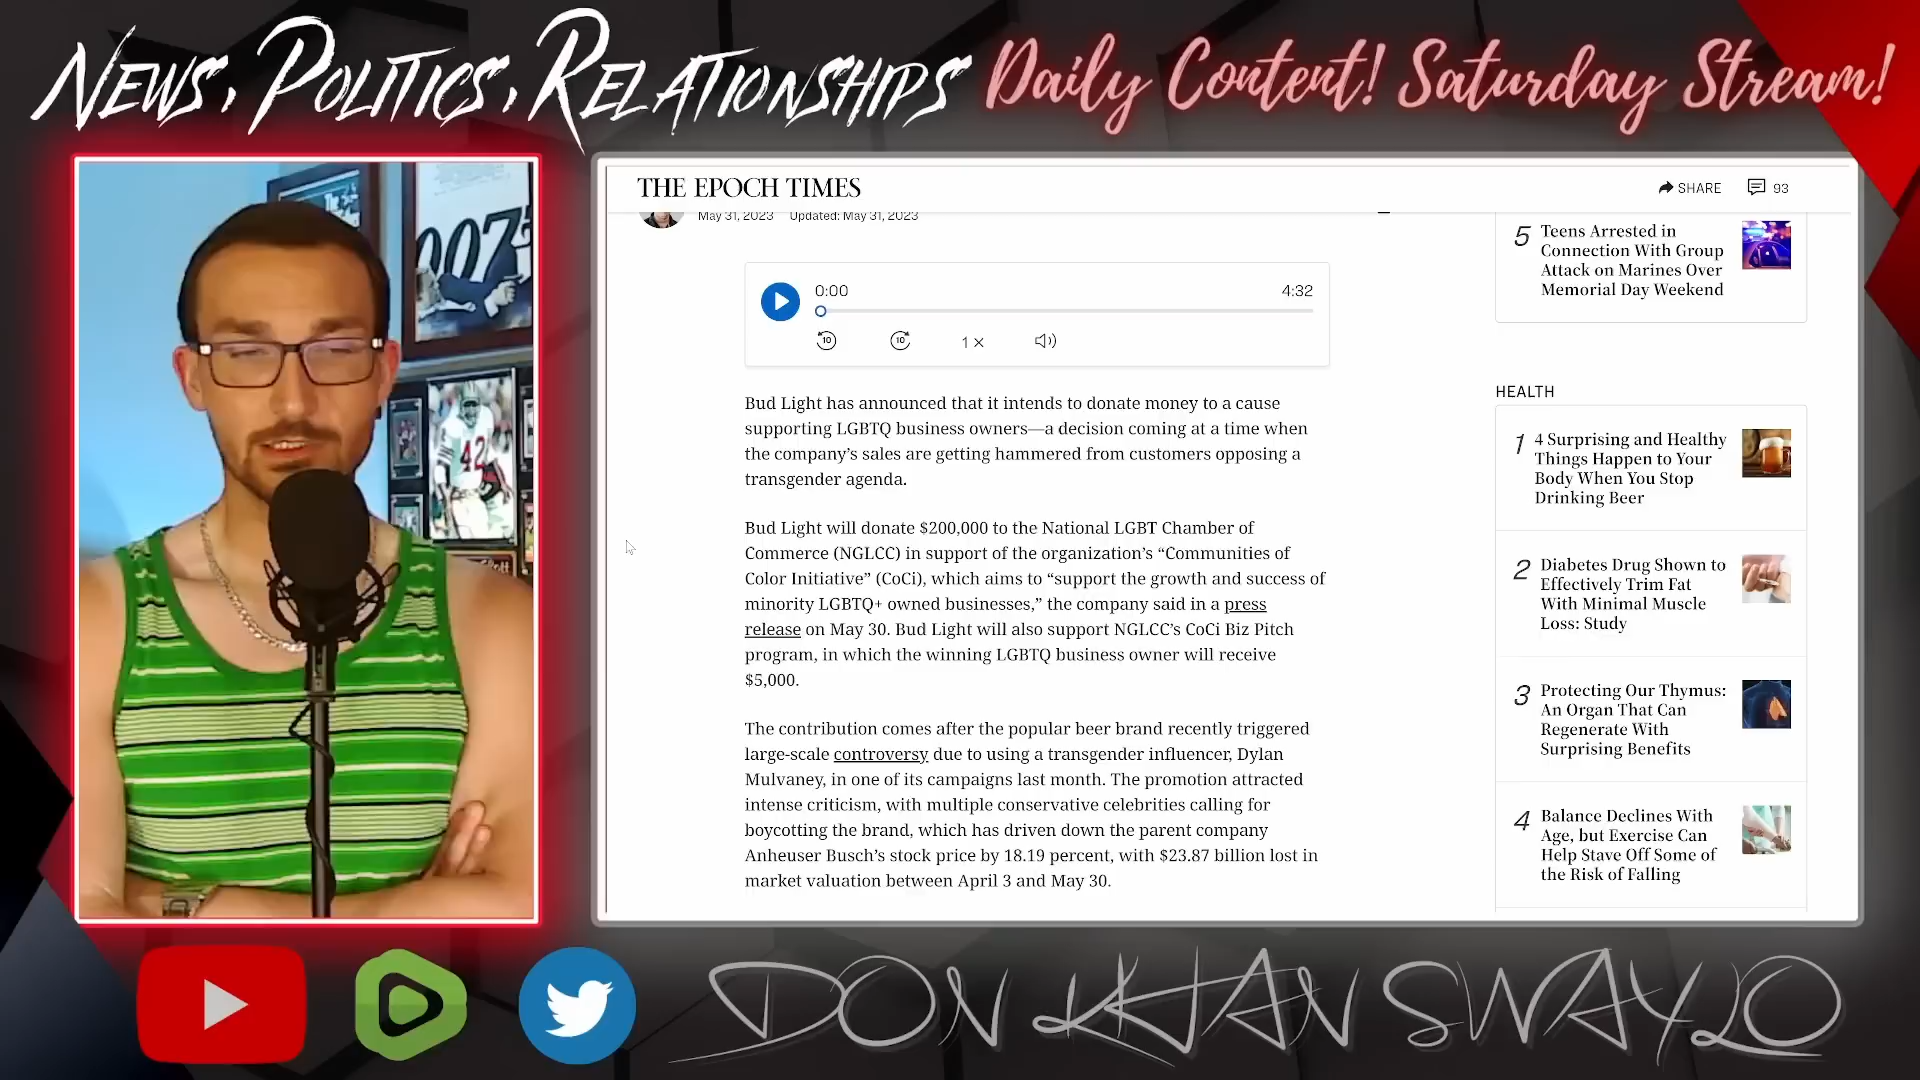 NEWS, POLITICS, RELATIONSHIPS
Daily Content! Saturday Stream!
007
42
THE EPOCH TIMES
SHARE
93
May 31, 2023 Updated: May 31, 2023
0:00
4:32
10
10
1 ×
Bud Light has announced that it intends to donate money to a cause
supporting LGBTQ business owners—a decision coming at a time when
the company’s sales are getting hammered from customers opposing a
transgender agenda.
Bud Light will donate $200,000 to the National LGBT Chamber of
Commerce (NGLCC) in support of the organization’s “Communities of
Color Initiative” (CoCi), which aims to “support the growth and success of
minority LGBTQ+ owned businesses,” the company said in a press
release on May 30. Bud Light will also support NGLCC’s CoCi Biz Pitch
program, in which the winning LGBTQ business owner will receive
$5,000.
The contribution comes after the popular beer brand recently triggered
large-scale controversy due to using a transgender influencer, Dylan
Mulvaney, in one of its campaigns last month. The promotion attracted
intense criticism, with multiple conservative celebrities calling for
boycotting the brand, which has driven down the parent company
Anheuser Busch’s stock price by 18.19 percent, with $23.87 billion lost in
market valuation between April 3 and May 30.
5 Teens Arrested in
Connection With Group
Attack on Marines Over
Memorial Day Weekend
HEALTH
1 4 Surprising and Healthy
Things Happen to Your
Body When You Stop
Drinking Beer
2 Diabetes Drug Shown to
Effectively Trim Fat
With Minimal Muscle
Loss: Study
3 Protecting Our Thymus:
An Organ That Can
Regenerate With
Surprising Benefits
4 Balance Declines With
Age, but Exercise Can
Help Stave Off Some of
the Risk of Falling
DON KHAN SWAYLO